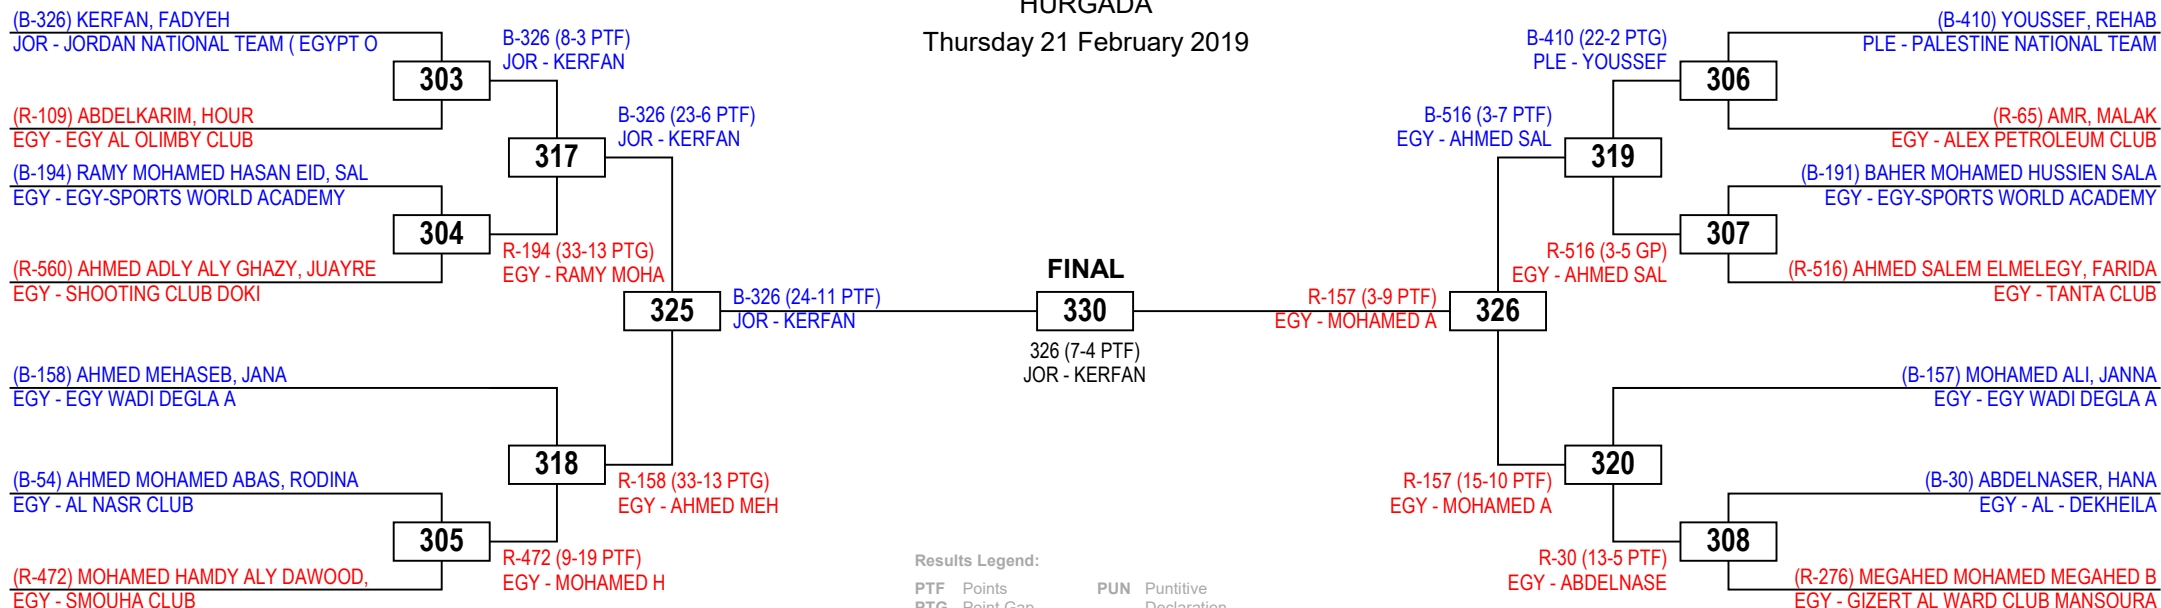 HURGADA
Thursday 21 February 2019
(B-326) KERFAN, FADYEH
JOR - JORDAN NATIONAL TEAM ( EGYPT O
303
(R-109) ABDELKARIM, HOUR
EGY - EGY AL OLIMBY CLUB
B-326 (8-3 PTF)
JOR - KERFAN
317
(B-194) RAMY MOHAMED HASAN EID, SAL
EGY - EGY-SPORTS WORLD ACADEMY
304
(R-560) AHMED ADLY ALY GHAZY, JUAYRE
EGY - SHOOTING CLUB DOKI
R-194 (33-13 PTG)
EGY - RAMY MOHA
B-326 (23-6 PTF)
JOR - KERFAN
325
B-326 (24-11 PTF)
JOR - KERFAN
(B-158) AHMED MEHASEB, JANA
EGY - EGY WADI DEGLA A
318
R-158 (33-13 PTG)
EGY - AHMED MEH
(B-54) AHMED MOHAMED ABAS, RODINA
EGY - AL NASR CLUB
305
(R-472) MOHAMED HAMDY ALY DAWOOD,
EGY - SMOUHA CLUB
R-472 (9-19 PTF)
EGY - MOHAMED H
FINAL
330
326 (7-4 PTF)
JOR - KERFAN
(B-410) YOUSSEF, REHAB
PLE - PALESTINE NATIONAL TEAM
306
(R-65) AMR, MALAK
EGY - ALEX PETROLEUM CLUB
B-410 (22-2 PTG)
PLE - YOUSSEF
319
(B-191) BAHER MOHAMED HUSSIEN SALA
EGY - EGY-SPORTS WORLD ACADEMY
307
(R-516) AHMED SALEM ELMELEGY, FARIDA
EGY - TANTA CLUB
R-516 (3-5 GP)
EGY - AHMED SAL
B-516 (3-7 PTF)
EGY - AHMED SAL
326
R-157 (3-9 PTF)
EGY - MOHAMED A
(B-157) MOHAMED ALI, JANNA
EGY - EGY WADI DEGLA A
320
R-157 (15-10 PTF)
EGY - MOHAMED A
(B-30) ABDELNASER, HANA
EGY - AL - DEKHEILA
308
(R-276) MEGAHED MOHAMED MEGAHED B
EGY - GIZERT AL WARD CLUB MANSOURA
R-30 (13-5 PTF)
EGY - ABDELNASE
Results Legend:
PTF Points PUN Puntitive
PTG Point Gap Declaration